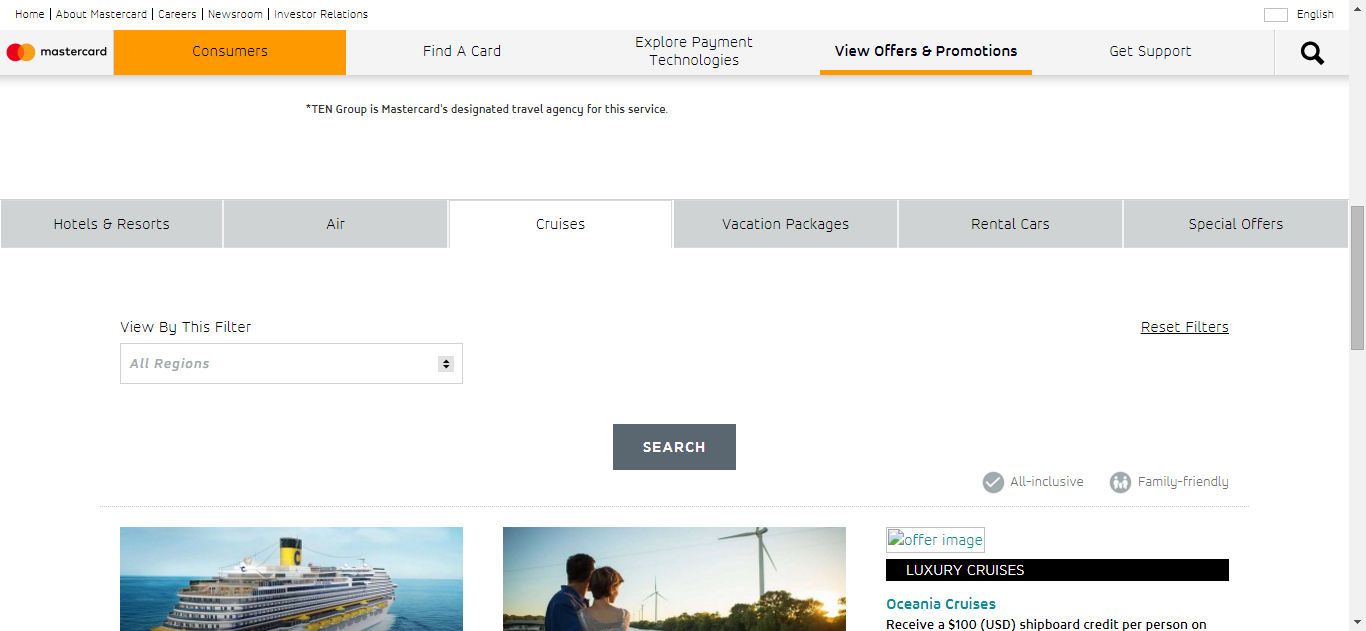 Home | About Mastercard | Careers | Newsroom | Investor Relations
English
mastercard
Consumers
Find A Card
Explore Payment
Technologies
View Offers & Promotions
Get Support
*TEN Group is Mastercard's designated travel agency for this service.
Hotels & Resorts
Air
Cruises
Vacation Packages
Rental Cars
Special Offers
View By This Filter
Reset Filters
All Regions
SEARCH
All-inclusive
Family-friendly
offer image
LUXURY CRUISES
Oceania Cruises
Receive a $100 (USD) shipboard credit per person on